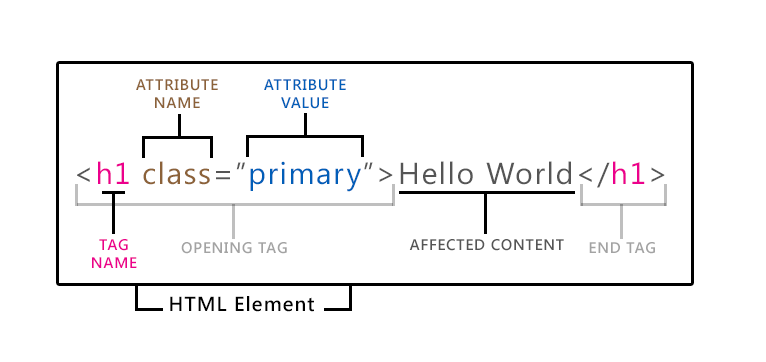 ATTRIBUTE NAME
ATTRIBUTE VALUE
<h1 class="primary">Hello World</h1>
TAG NAME
OPENING TAG
AFFECTED CONTENT
END TAG
HTML Element